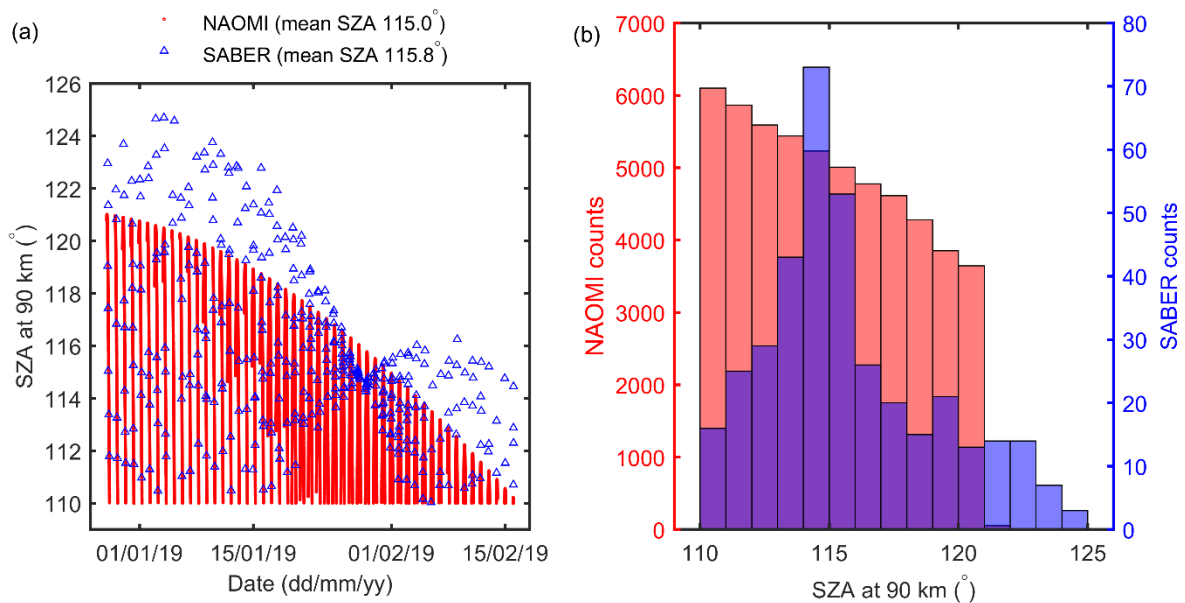 (a)
NAOMI (mean SZA 115.0°)
SABER (mean SZA 115.8°)
126
124
122
120
118
116
114
112
110
SZA at 90 km (°)
01/01/19 15/01/19 01/02/19 15/02/19
Date (dd/mm/yy)
(b)
7000
6000
5000
4000
3000
2000
1000
0
NAOMI counts
80
70
60
50
40
30
20
10
0
SABER counts
110 115 120 125
SZA at 90 km (°)